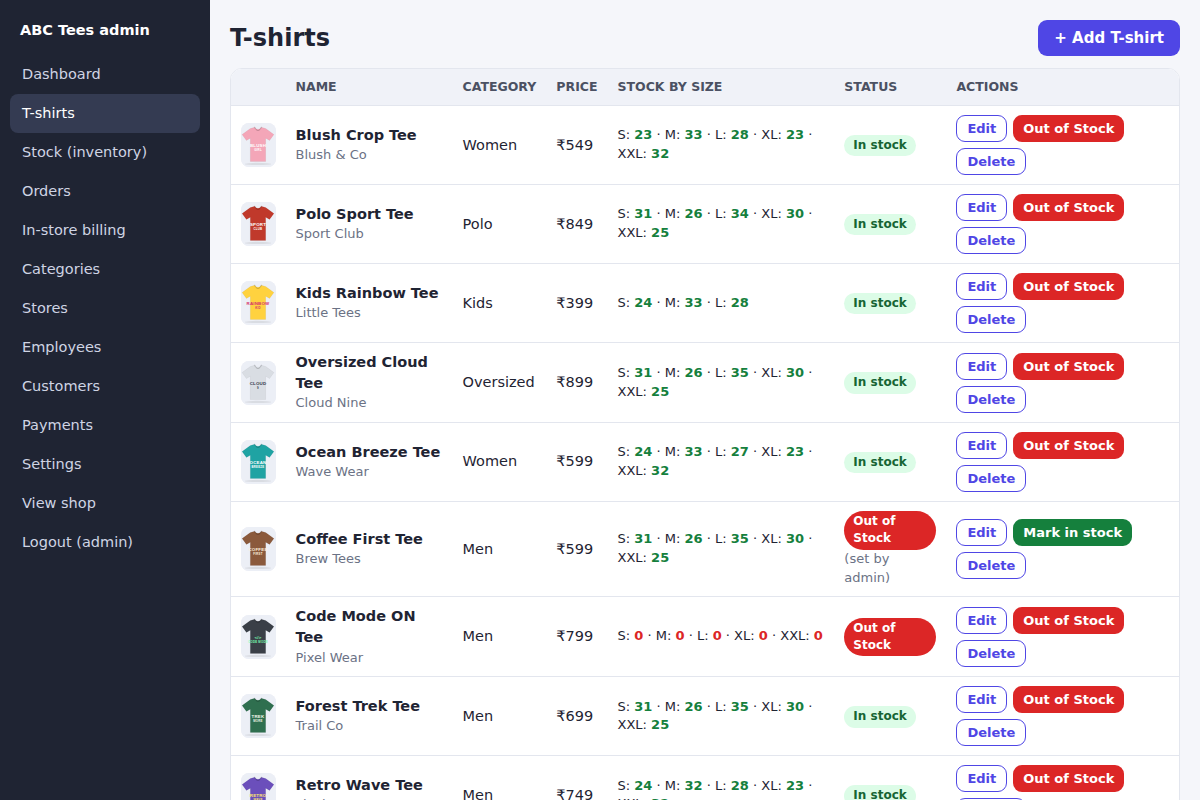 ABC Tees admin
Dashboard
T-shirts
Stock (inventory)
Orders
In-store billing
Categories
Stores
Employees
Customers
Payments
Settings
View shop
Logout (admin)
T-shirts
+ Add T-shirt
NAME CATEGORY PRICE STOCK BY SIZE STATUS ACTIONS
Blush Crop Tee
Blush & Co
Women
₹549
S: 23 · M: 33 · L: 28 · XL: 23 ·
XXL: 32
In stock
Edit Out of Stock
Delete
Polo Sport Tee
Sport Club
Polo
₹849
S: 31 · M: 26 · L: 34 · XL: 30 ·
XXL: 25
In stock
Edit Out of Stock
Delete
Kids Rainbow Tee
Little Tees
Kids
₹399
S: 24 · M: 33 · L: 28
In stock
Edit Out of Stock
Delete
Oversized Cloud
Tee
Cloud Nine
Oversized
₹899
S: 31 · M: 26 · L: 35 · XL: 30 ·
XXL: 25
In stock
Edit Out of Stock
Delete
Ocean Breeze Tee
Wave Wear
Women
₹599
S: 24 · M: 33 · L: 27 · XL: 23 ·
XXL: 32
In stock
Edit Out of Stock
Delete
Coffee First Tee
Brew Tees
Men
₹599
S: 31 · M: 26 · L: 35 · XL: 30 ·
XXL: 25
Out of
Stock
(set by
admin)
Edit Mark in stock
Delete
Code Mode ON
Tee
Pixel Wear
Men
₹799
S: 0 · M: 0 · L: 0 · XL: 0 · XXL: 0
Out of
Stock
Edit Out of Stock
Delete
Forest Trek Tee
Trail Co
Men
₹699
S: 31 · M: 26 · L: 35 · XL: 30 ·
XXL: 25
In stock
Edit Out of Stock
Delete
Retro Wave Tee
Men
₹749
S: 24 · M: 32 · L: 28 · XL: 23 ·
In stock
Edit Out of Stock